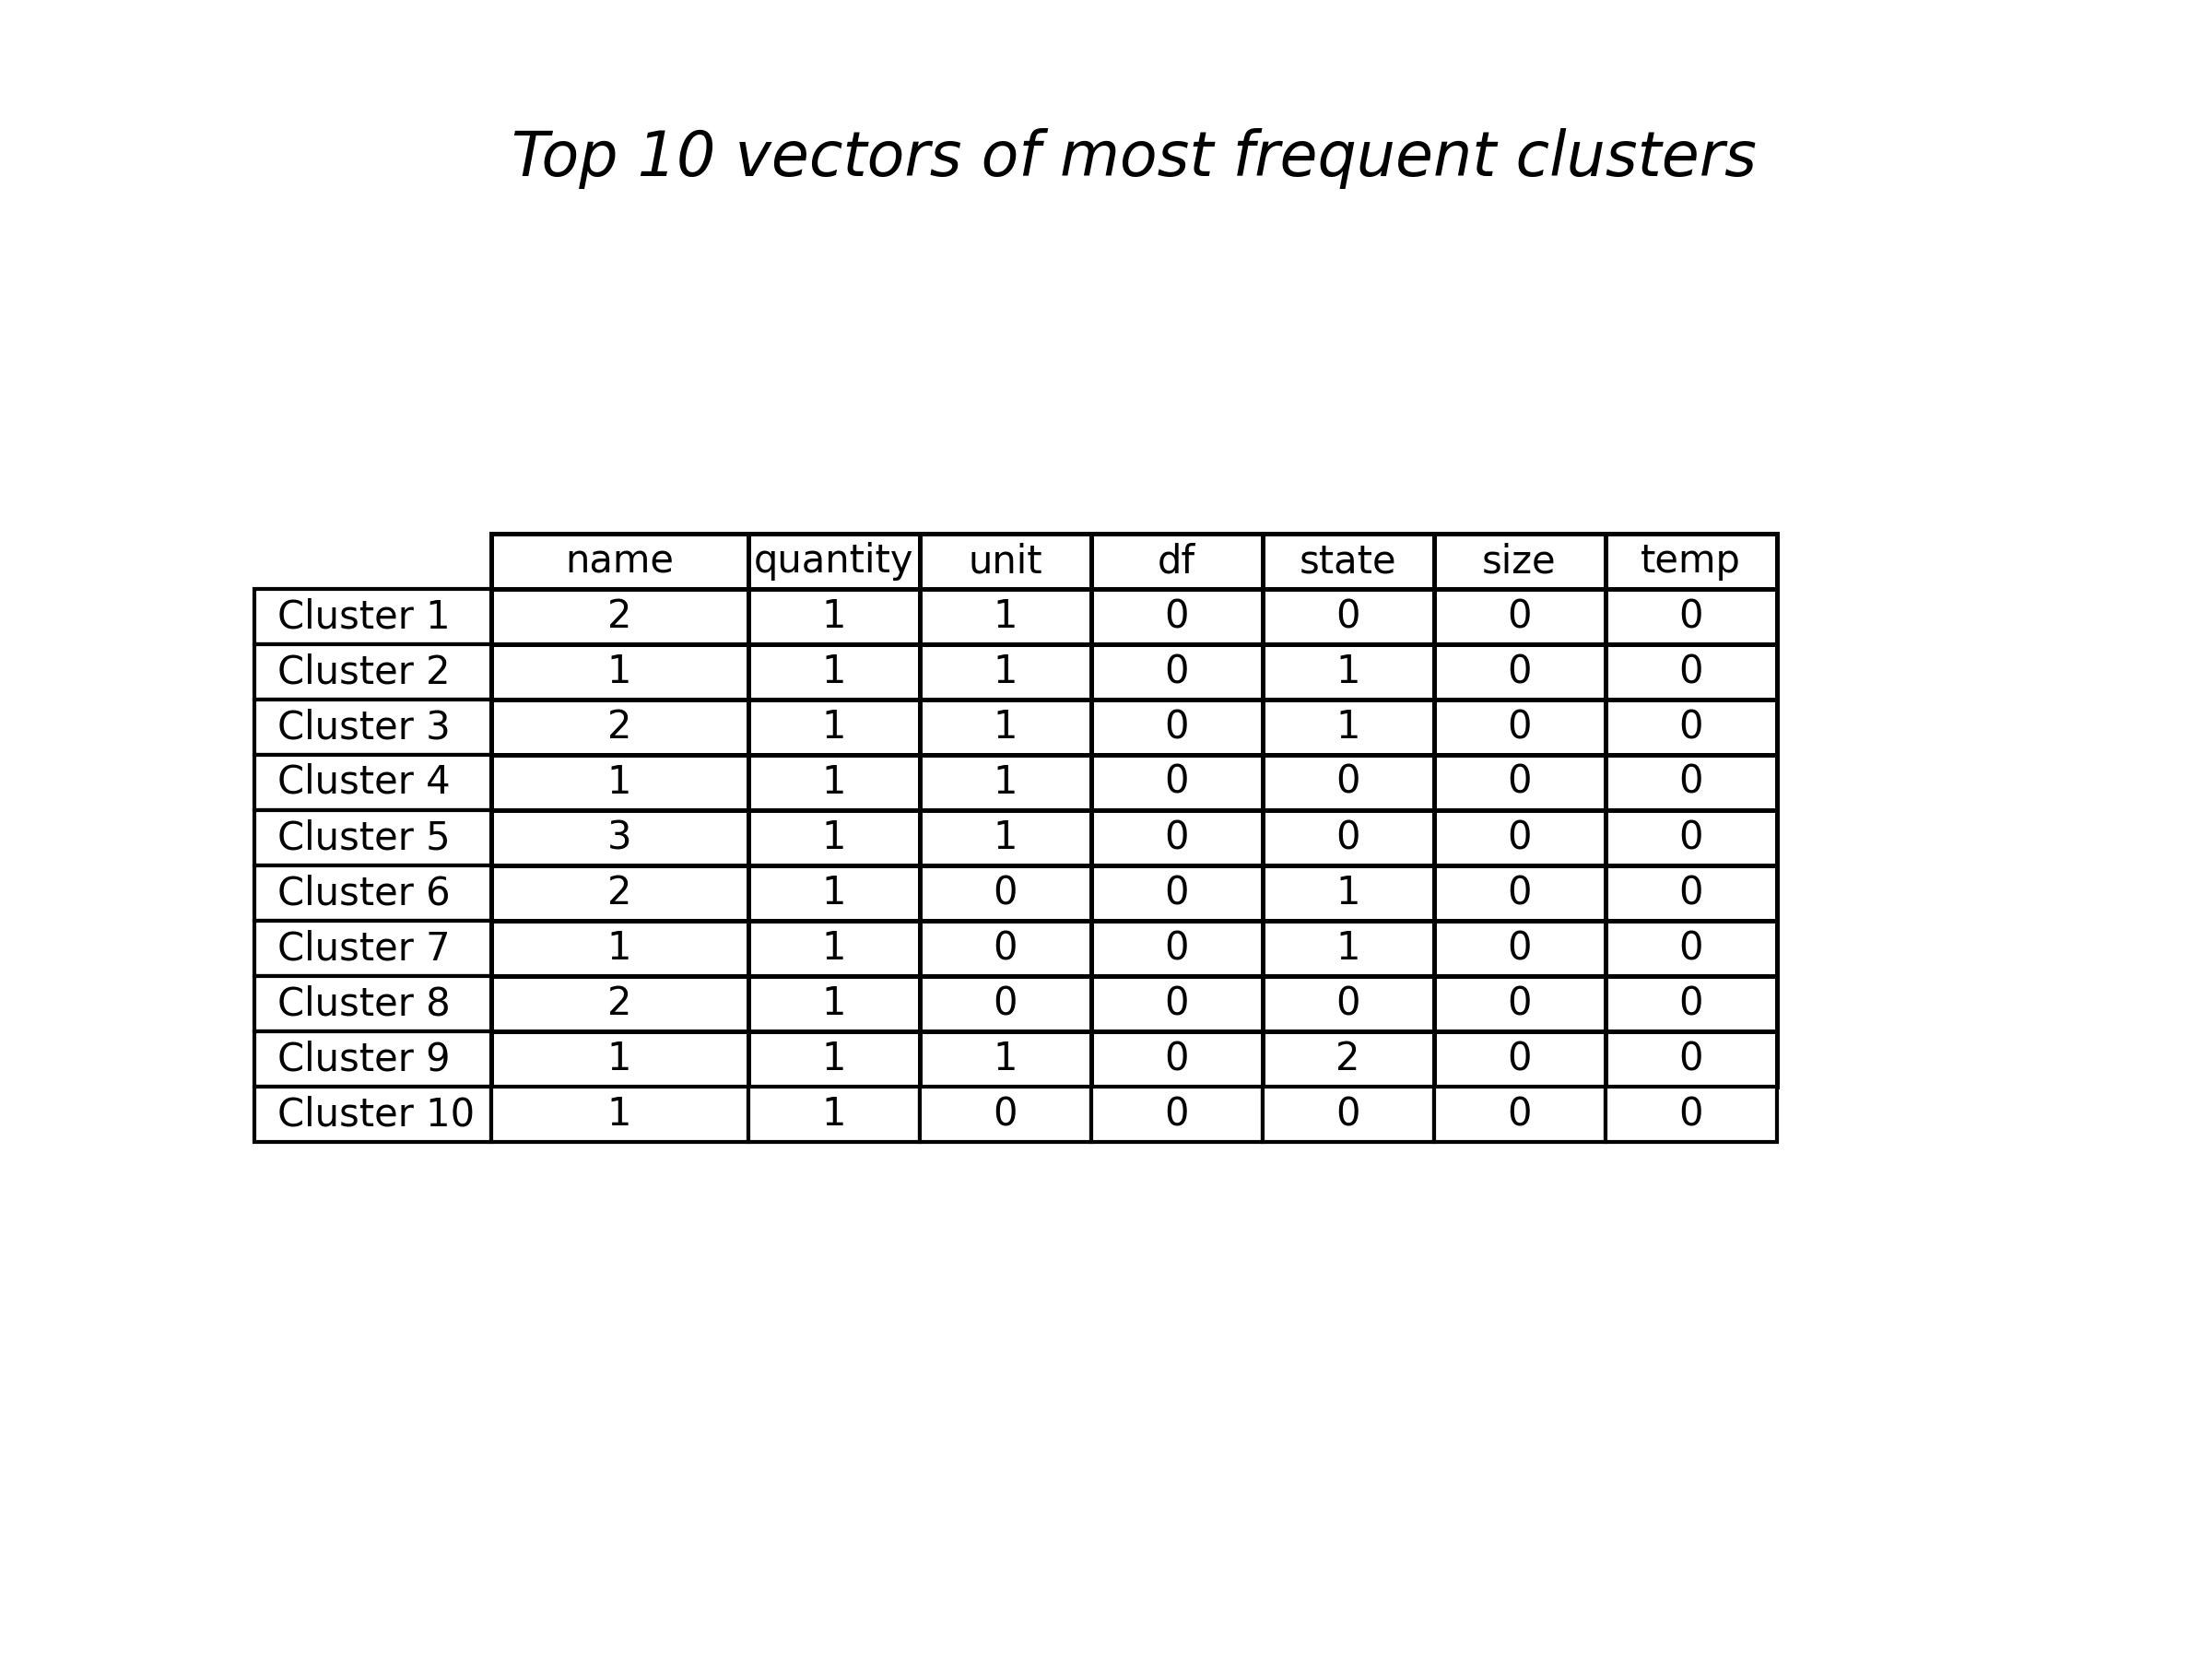 Top 10 vectors of most frequent clusters
name quantity unit df state size temp
Cluster 1 2 1 1 0 0 0 0
Cluster 2 1 1 1 0 1 0 0
Cluster 3 2 1 1 0 1 0 0
Cluster 4 1 1 1 0 0 0 0
Cluster 5 3 1 1 0 0 0 0
Cluster 6 2 1 0 0 1 0 0
Cluster 7 1 1 0 0 1 0 0
Cluster 8 2 1 0 0 0 0 0
Cluster 9 1 1 1 0 2 0 0
Cluster 10 1 1 0 0 0 0 0